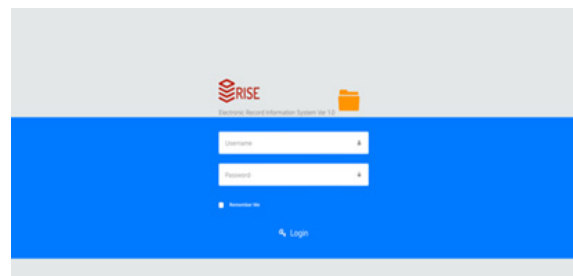 RISE
Electronic Record Information System Ver 1.0
Username
Password
Remember Me
Login